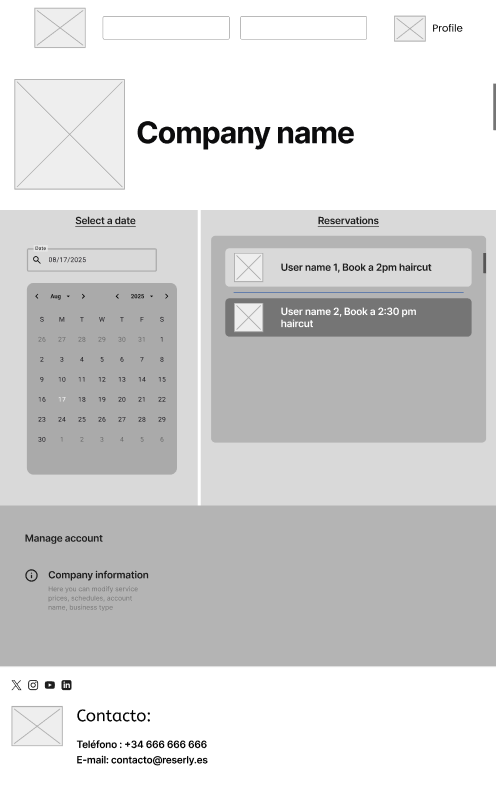 Profile
Company name
Select a date
Reservations
Date
08/17/2025
User name 1, Book a 2pm haircut
Aug 2025
User name 2, Book a 2:30 pm
haircut
S M T W T F S
26 27 28 29 30 31 1
2 3 4 5 6 7 8
9 10 11 12 13 14 15
16 17 18 19 20 21 22
23 24 25 26 27 28 29
30 1 2 3 4 5 6
Manage account
Company information
Here you can modify service
prices, schedules, account
name, business type
Contacto:
Teléfono : +34 666 666 666
E-mail: contacto@reserly.es